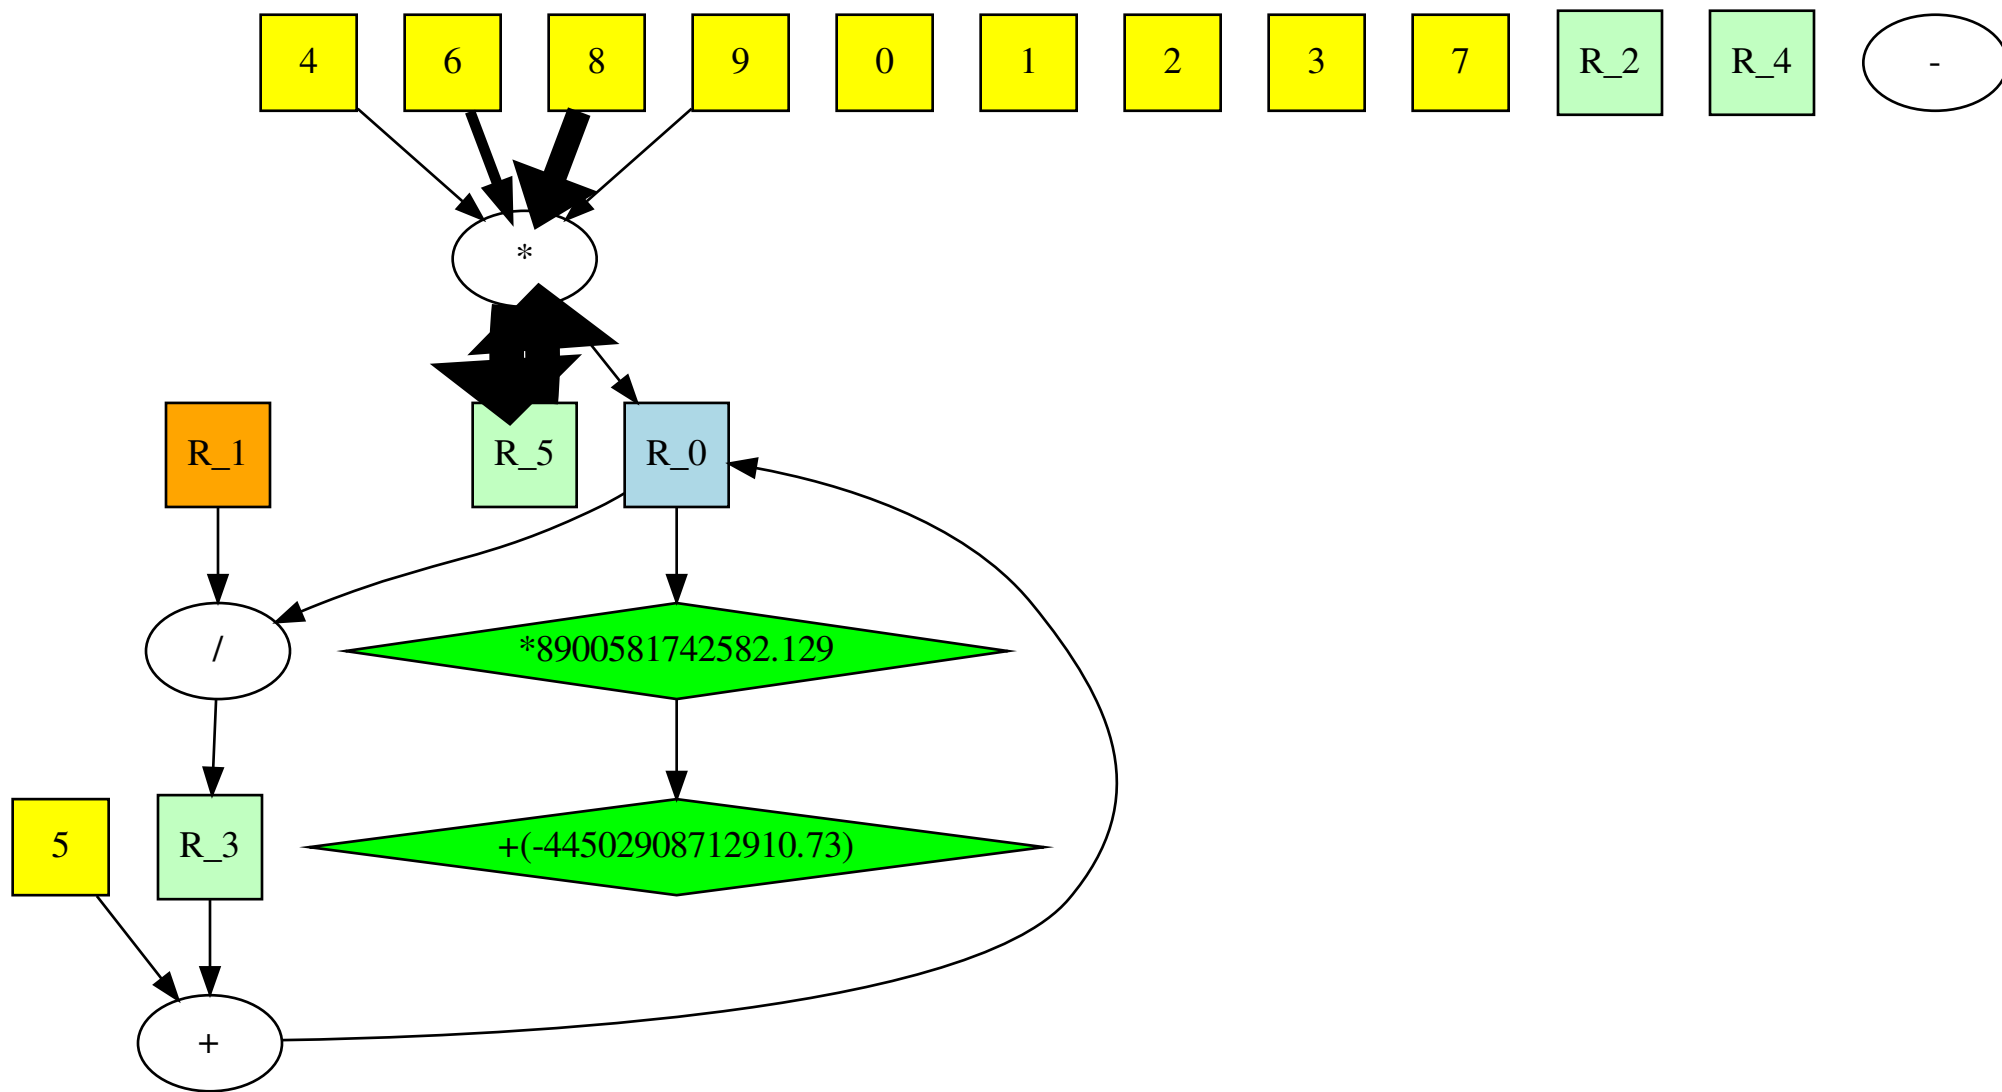 4 6 8 9 0 1 2 3 7 R_2 R_4 -
*
R_1 R_5 R_0
/ *8900581742582.129
5 R_3 +(-44502908712910.73)
+